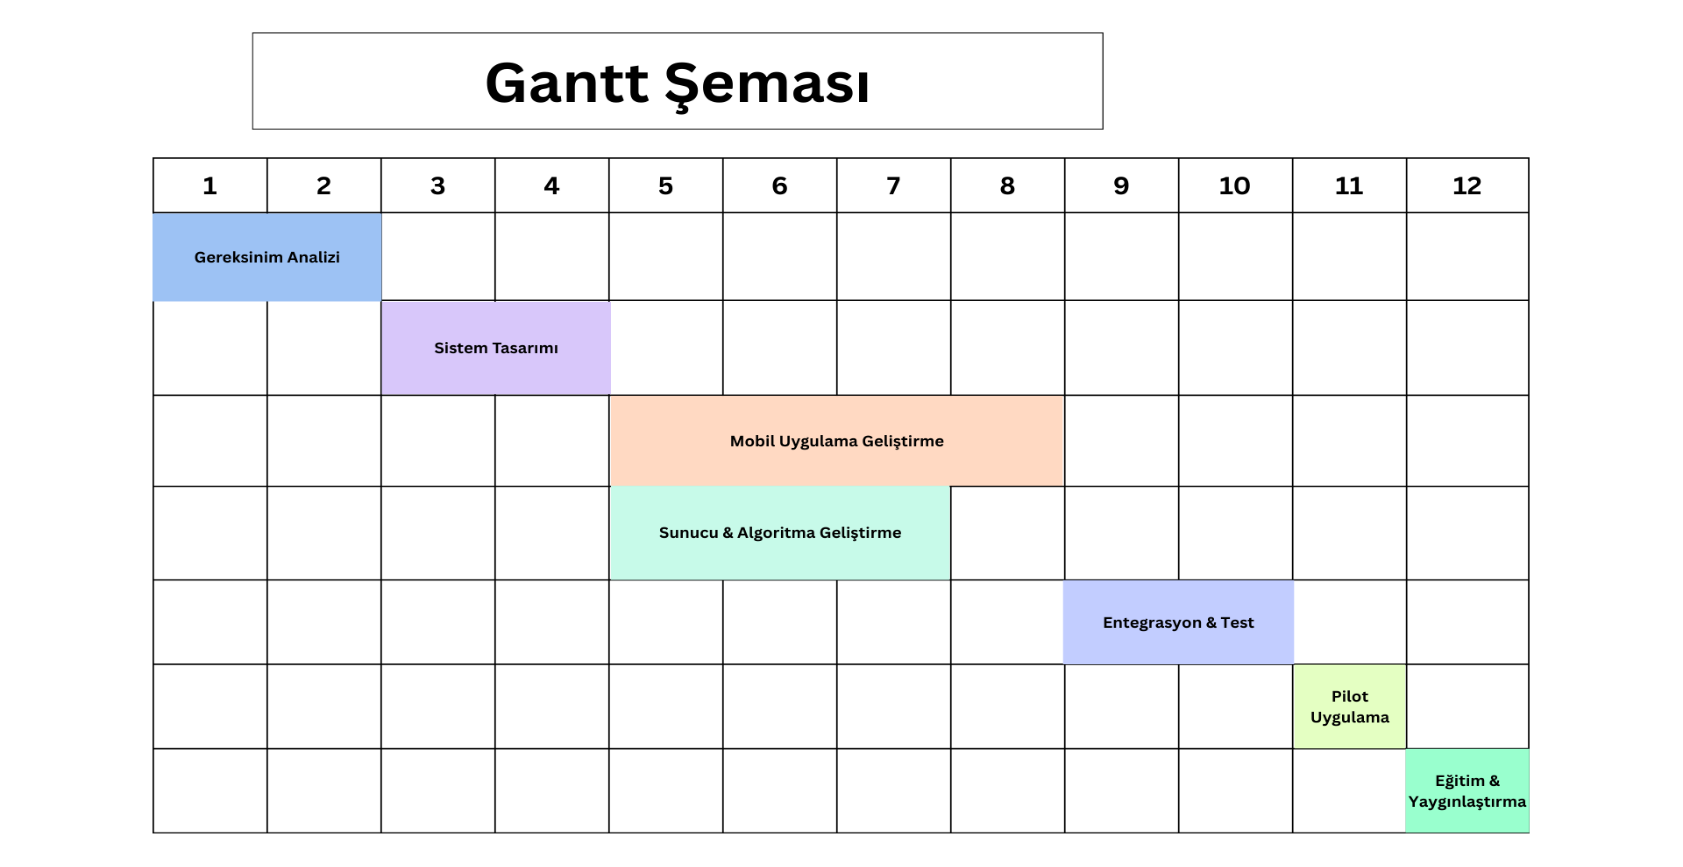 Gantt Şeması
1 2 3 4 5 6 7 8 9 10 11 12
Gereksinim Analizi
Sistem Tasarımı
Mobil Uygulama Geliştirme
Sunucu & Algoritma Geliştirme
Entegrasyon & Test
Pilot
Uygulama
Eğitim &
Yaygınlaştırma